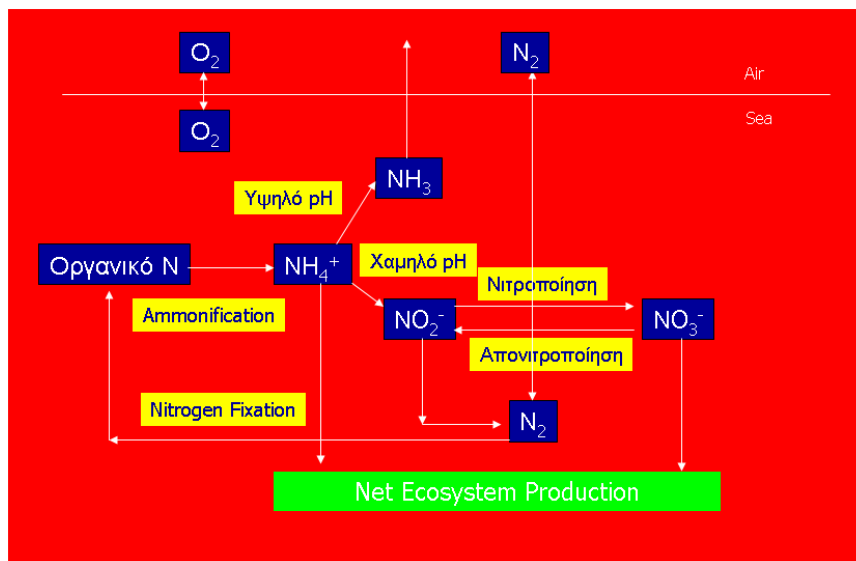 O₂
N₂
Air
Sea
O₂
NH₃
Υψηλό pH
Χαμηλό pH
Οργανικό Ν
NH₄⁺
Νιτροποίηση
Ammonification
NO₂⁻
NO₃⁻
Απονιτροποίηση
Nitrogen Fixation
N₂
Net Ecosystem Production